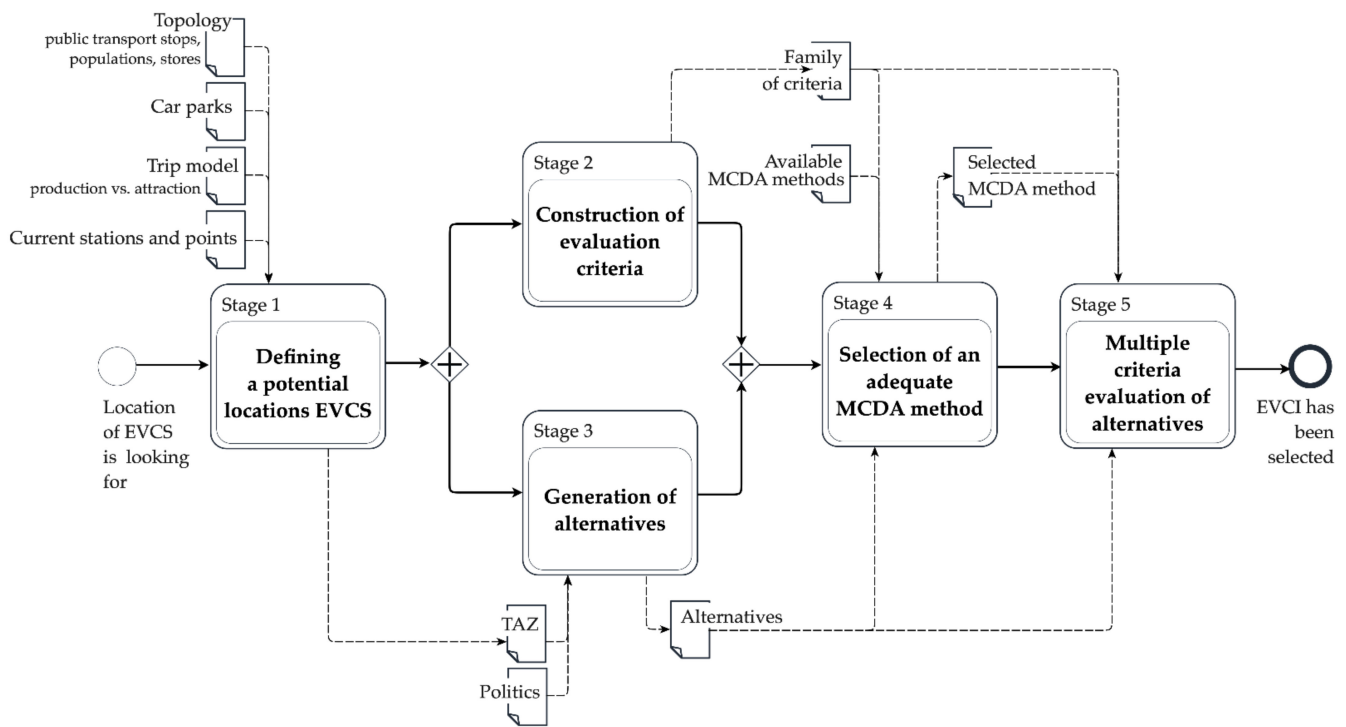 Topology
public transport stops,
populations, stores
Car parks
Trip model
production vs. attraction
Current stations and points
Stage 1
Defining
a potential
locations EVCS
Location
of EVCS
is looking
for
Stage 2
Construction of
evaluation
criteria
Stage 3
Generation of
alternatives
TAZ
Politics
Alternatives
Family
of criteria
Available
MCDA methods
Selected
MCDA method
Stage 4
Selection of an
adequate
MCDA method
Stage 5
Multiple
criteria
evaluation of
alternatives
EVCI has
been
selected